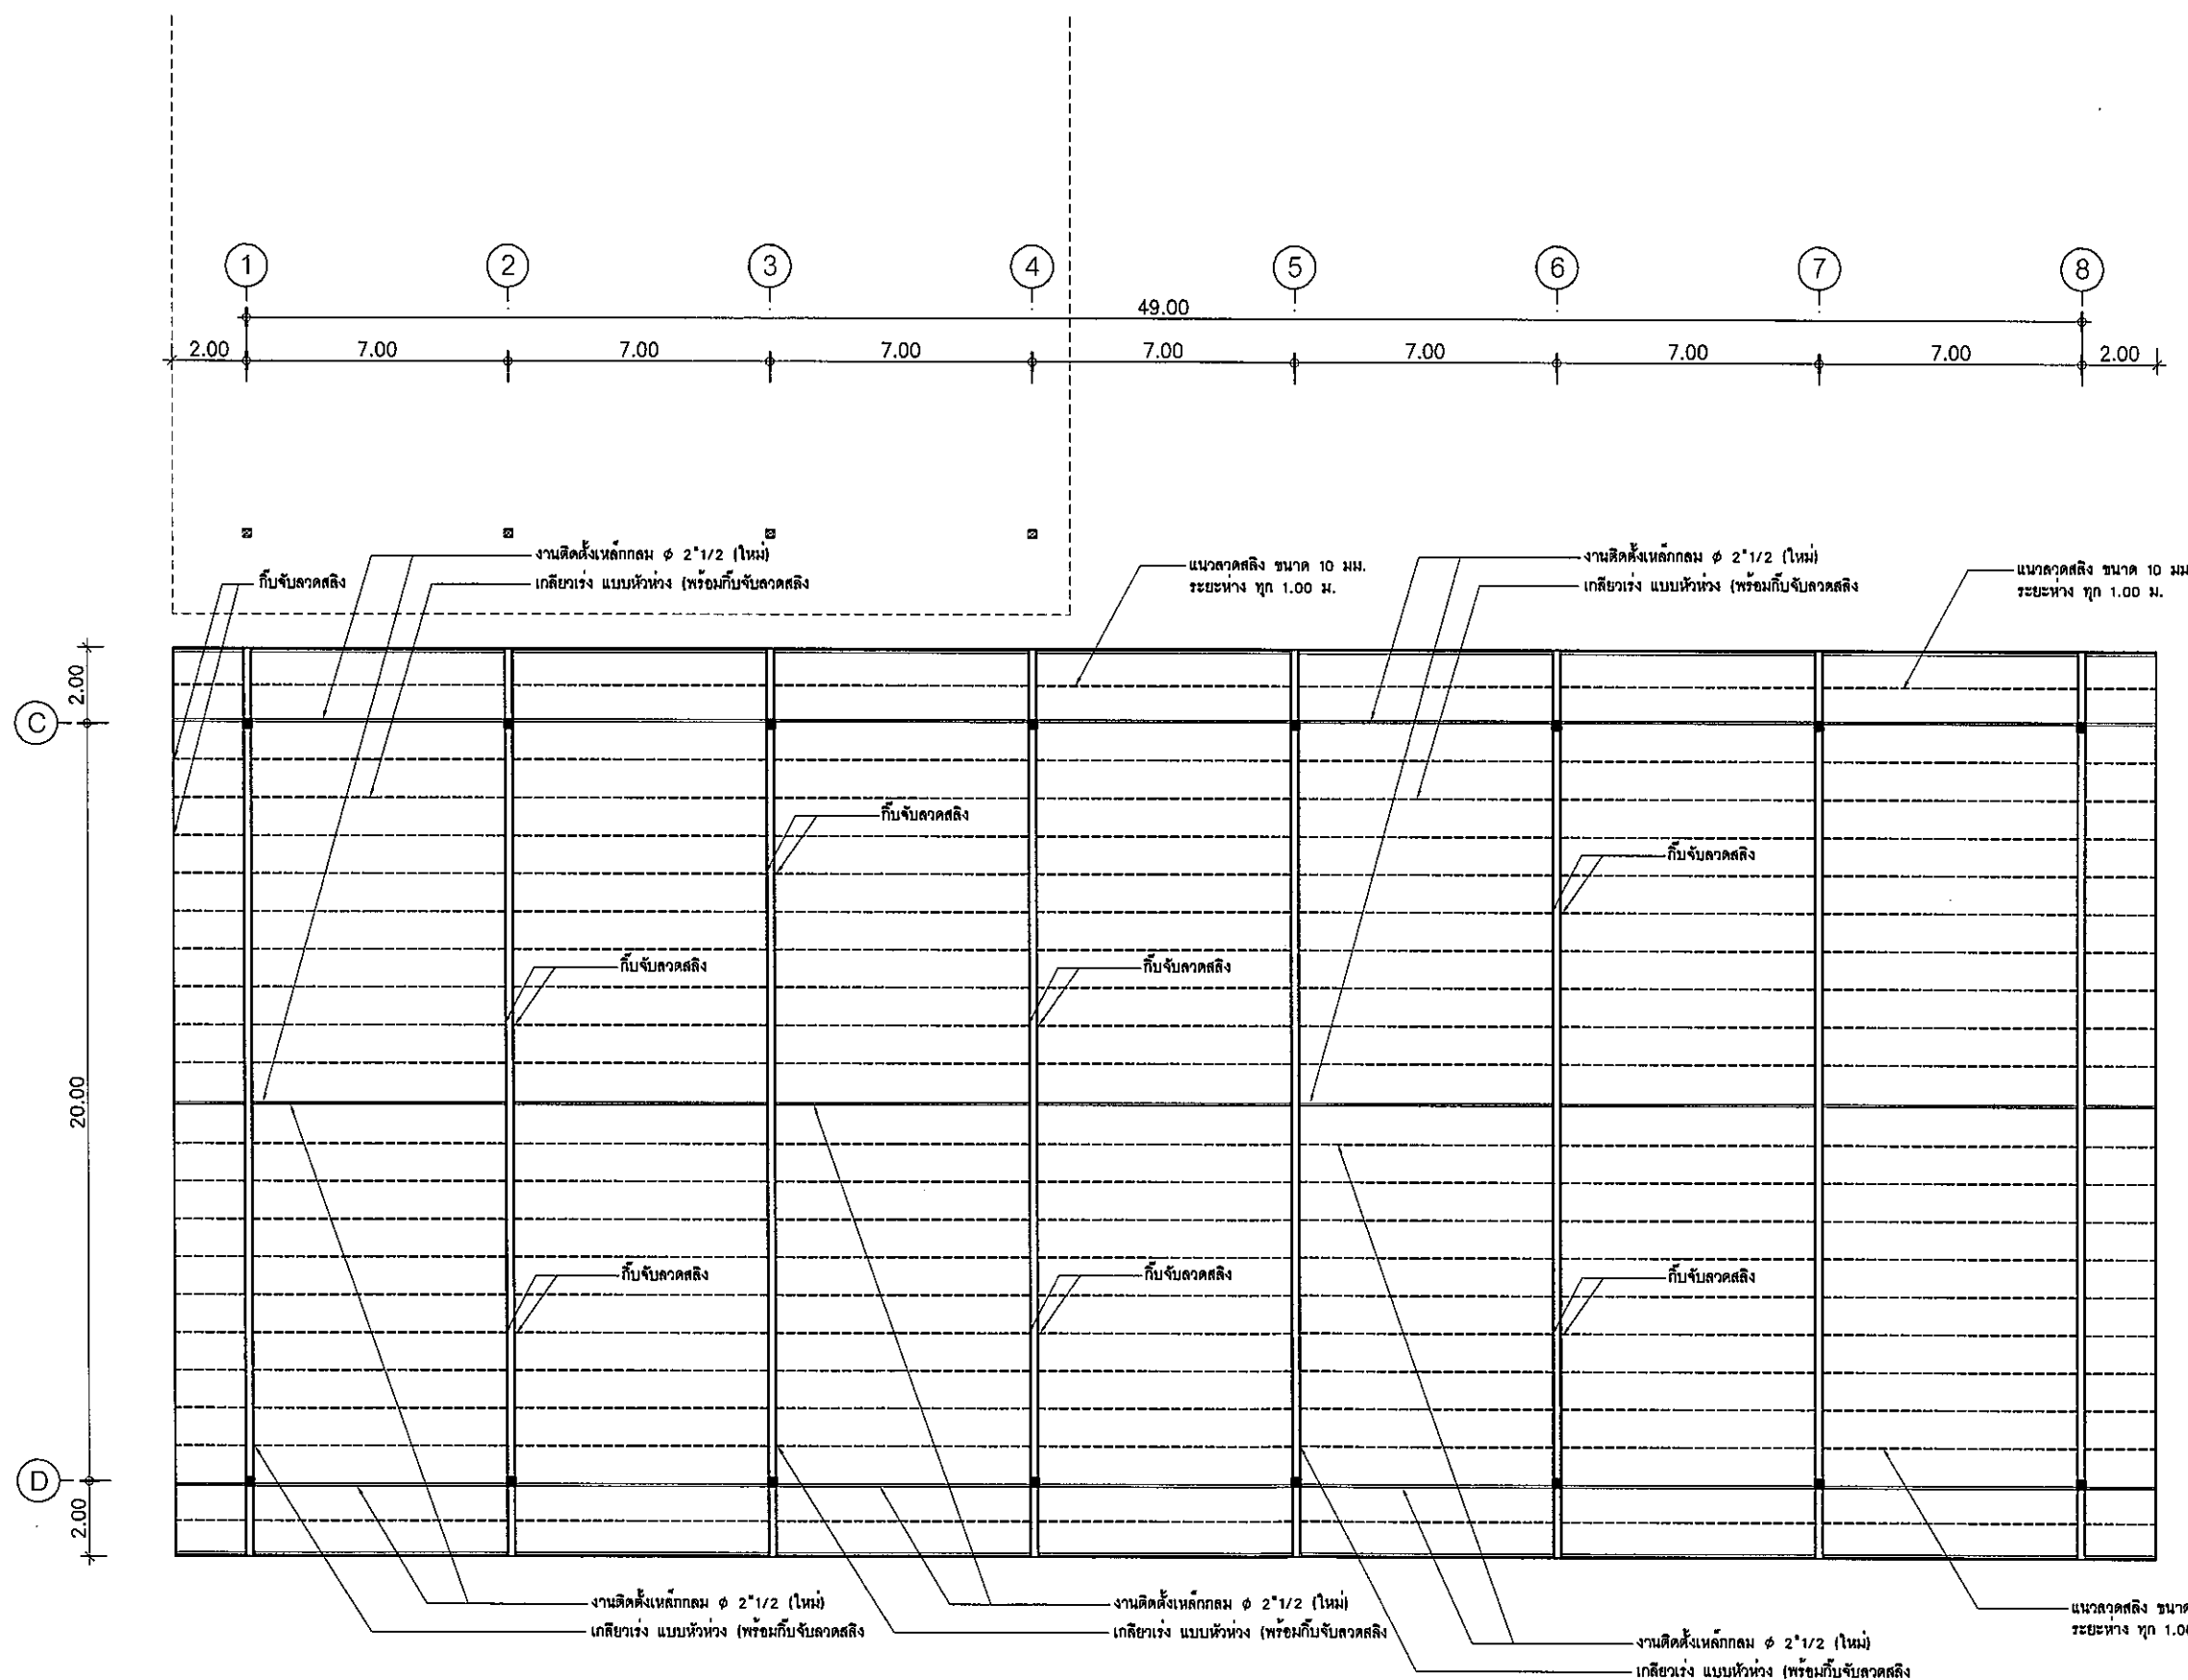 1 2 3 4 5 6 7 8
49.00
2.00 7.00 7.00 7.00 7.00 7.00 7.00 7.00 2.00
งานติดตั้งเหล็กกลม φ 2"1/2 (ใหม่)
เกลียวเร่ง แบบหัวห่วง (พร้อมกิ๊บจับลวดสลิง
กิ๊บจับลวดสลิง
แนวลวดสลิง ขนาด 10 มม.
ระยะห่าง ทุก 1.00 ม.
งานติดตั้งเหล็กกลม φ 2"1/2 (ใหม่)
เกลียวเร่ง แบบหัวห่วง (พร้อมกิ๊บจับลวดสลิง
แนวลวดสลิง ขนาด 10 มม
ระยะห่าง ทุก 1.00 ม.
2.00
C
กิ๊บจับลวดสลิง
กิ๊บจับลวดสลิง
กิ๊บจับลวดสลิง
กิ๊บจับลวดสลิง
20.00
กิ๊บจับลวดสลิง
กิ๊บจับลวดสลิง
กิ๊บจับลวดสลิง
D
2.00
งานติดตั้งเหล็กกลม φ 2"1/2 (ใหม่)
เกลียวเร่ง แบบหัวห่วง (พร้อมกิ๊บจับลวดสลิง
งานติดตั้งเหล็กกลม φ 2"1/2 (ใหม่)
เกลียวเร่ง แบบหัวห่วง (พร้อมกิ๊บจับลวดสลิง
งานติดตั้งเหล็กกลม φ 2"1/2 (ใหม่)
เกลียวเร่ง แบบหัวห่วง (พร้อมกิ๊บจับลวดสลิง
แนวลวดสลิง ขนาด
ระยะห่าง ทุก 1.0